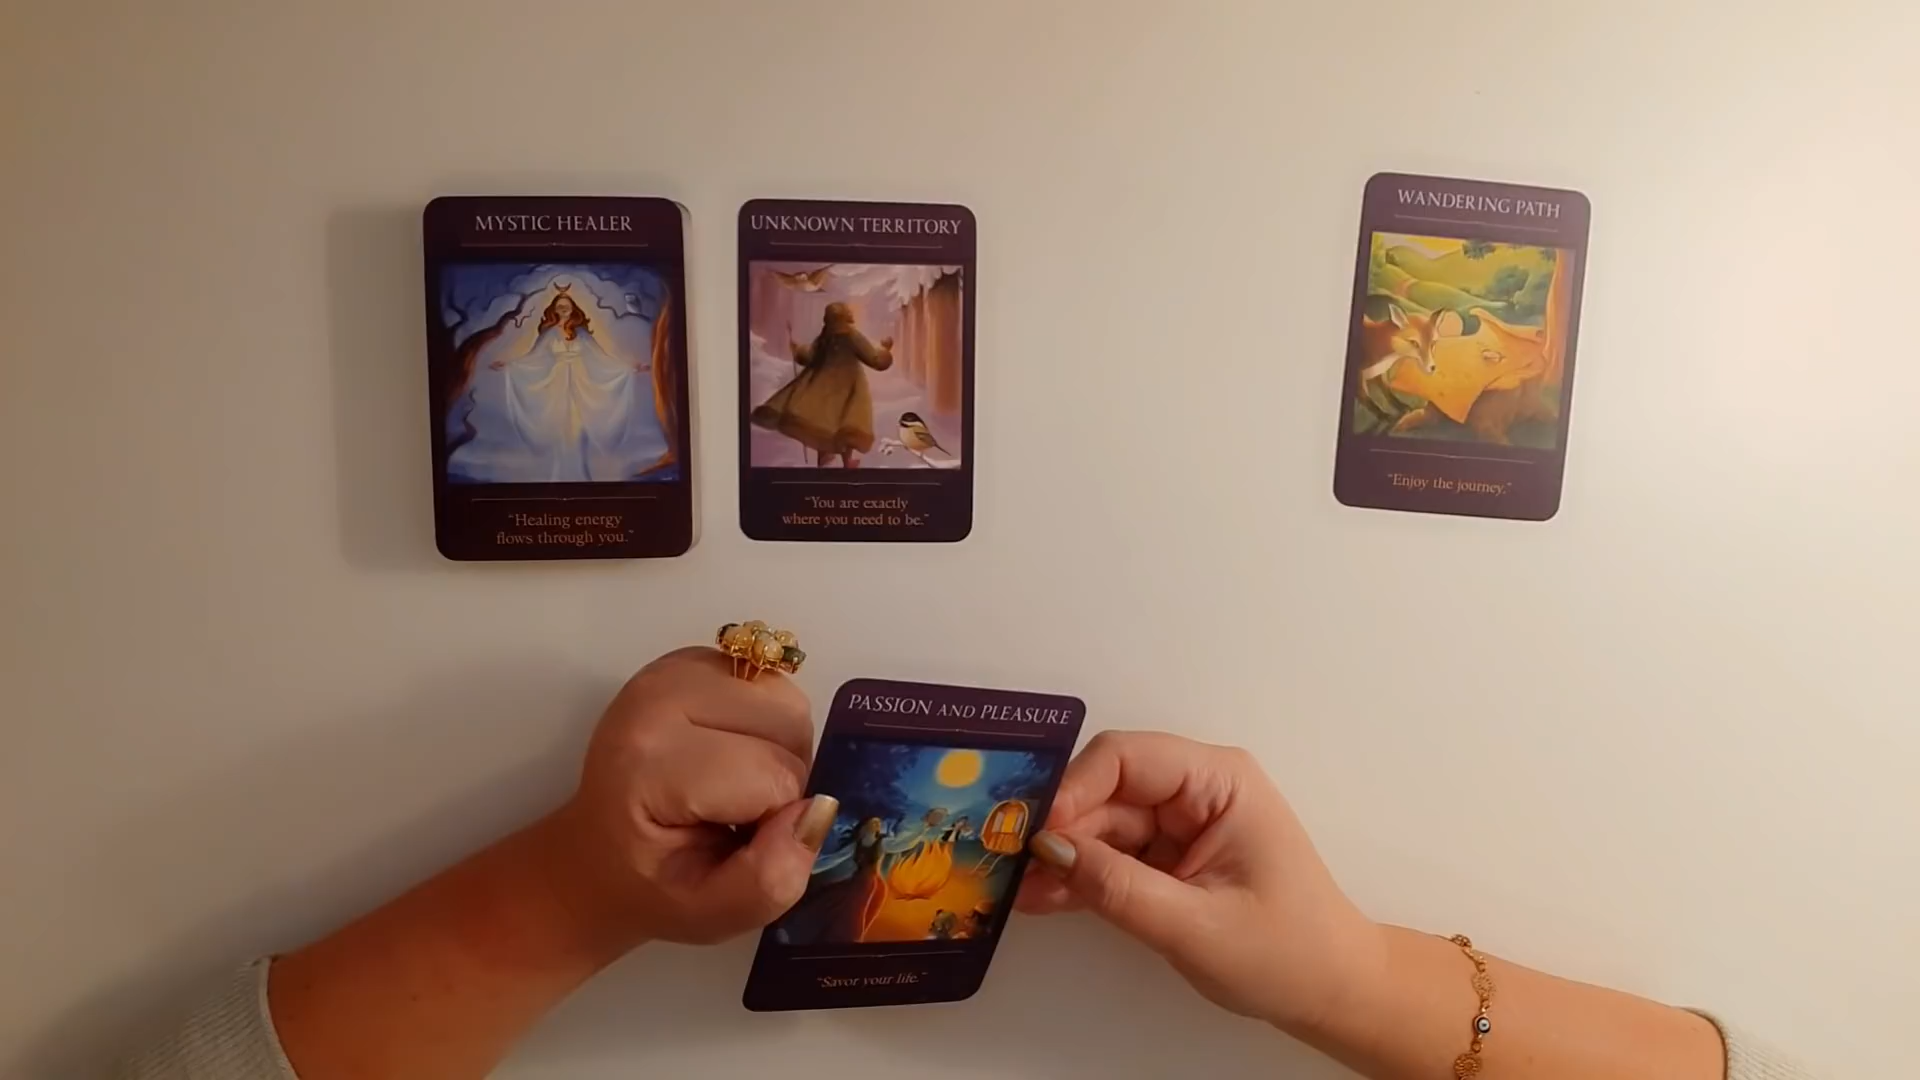 MYSTIC HEALER
"Healing energy
flows through you."
UNKNOWN TERRITORY
"You are exactly
where you need to be."
WANDERING PATH
"Enjoy the journey."
PASSION AND PLEASURE
"Savor your life."